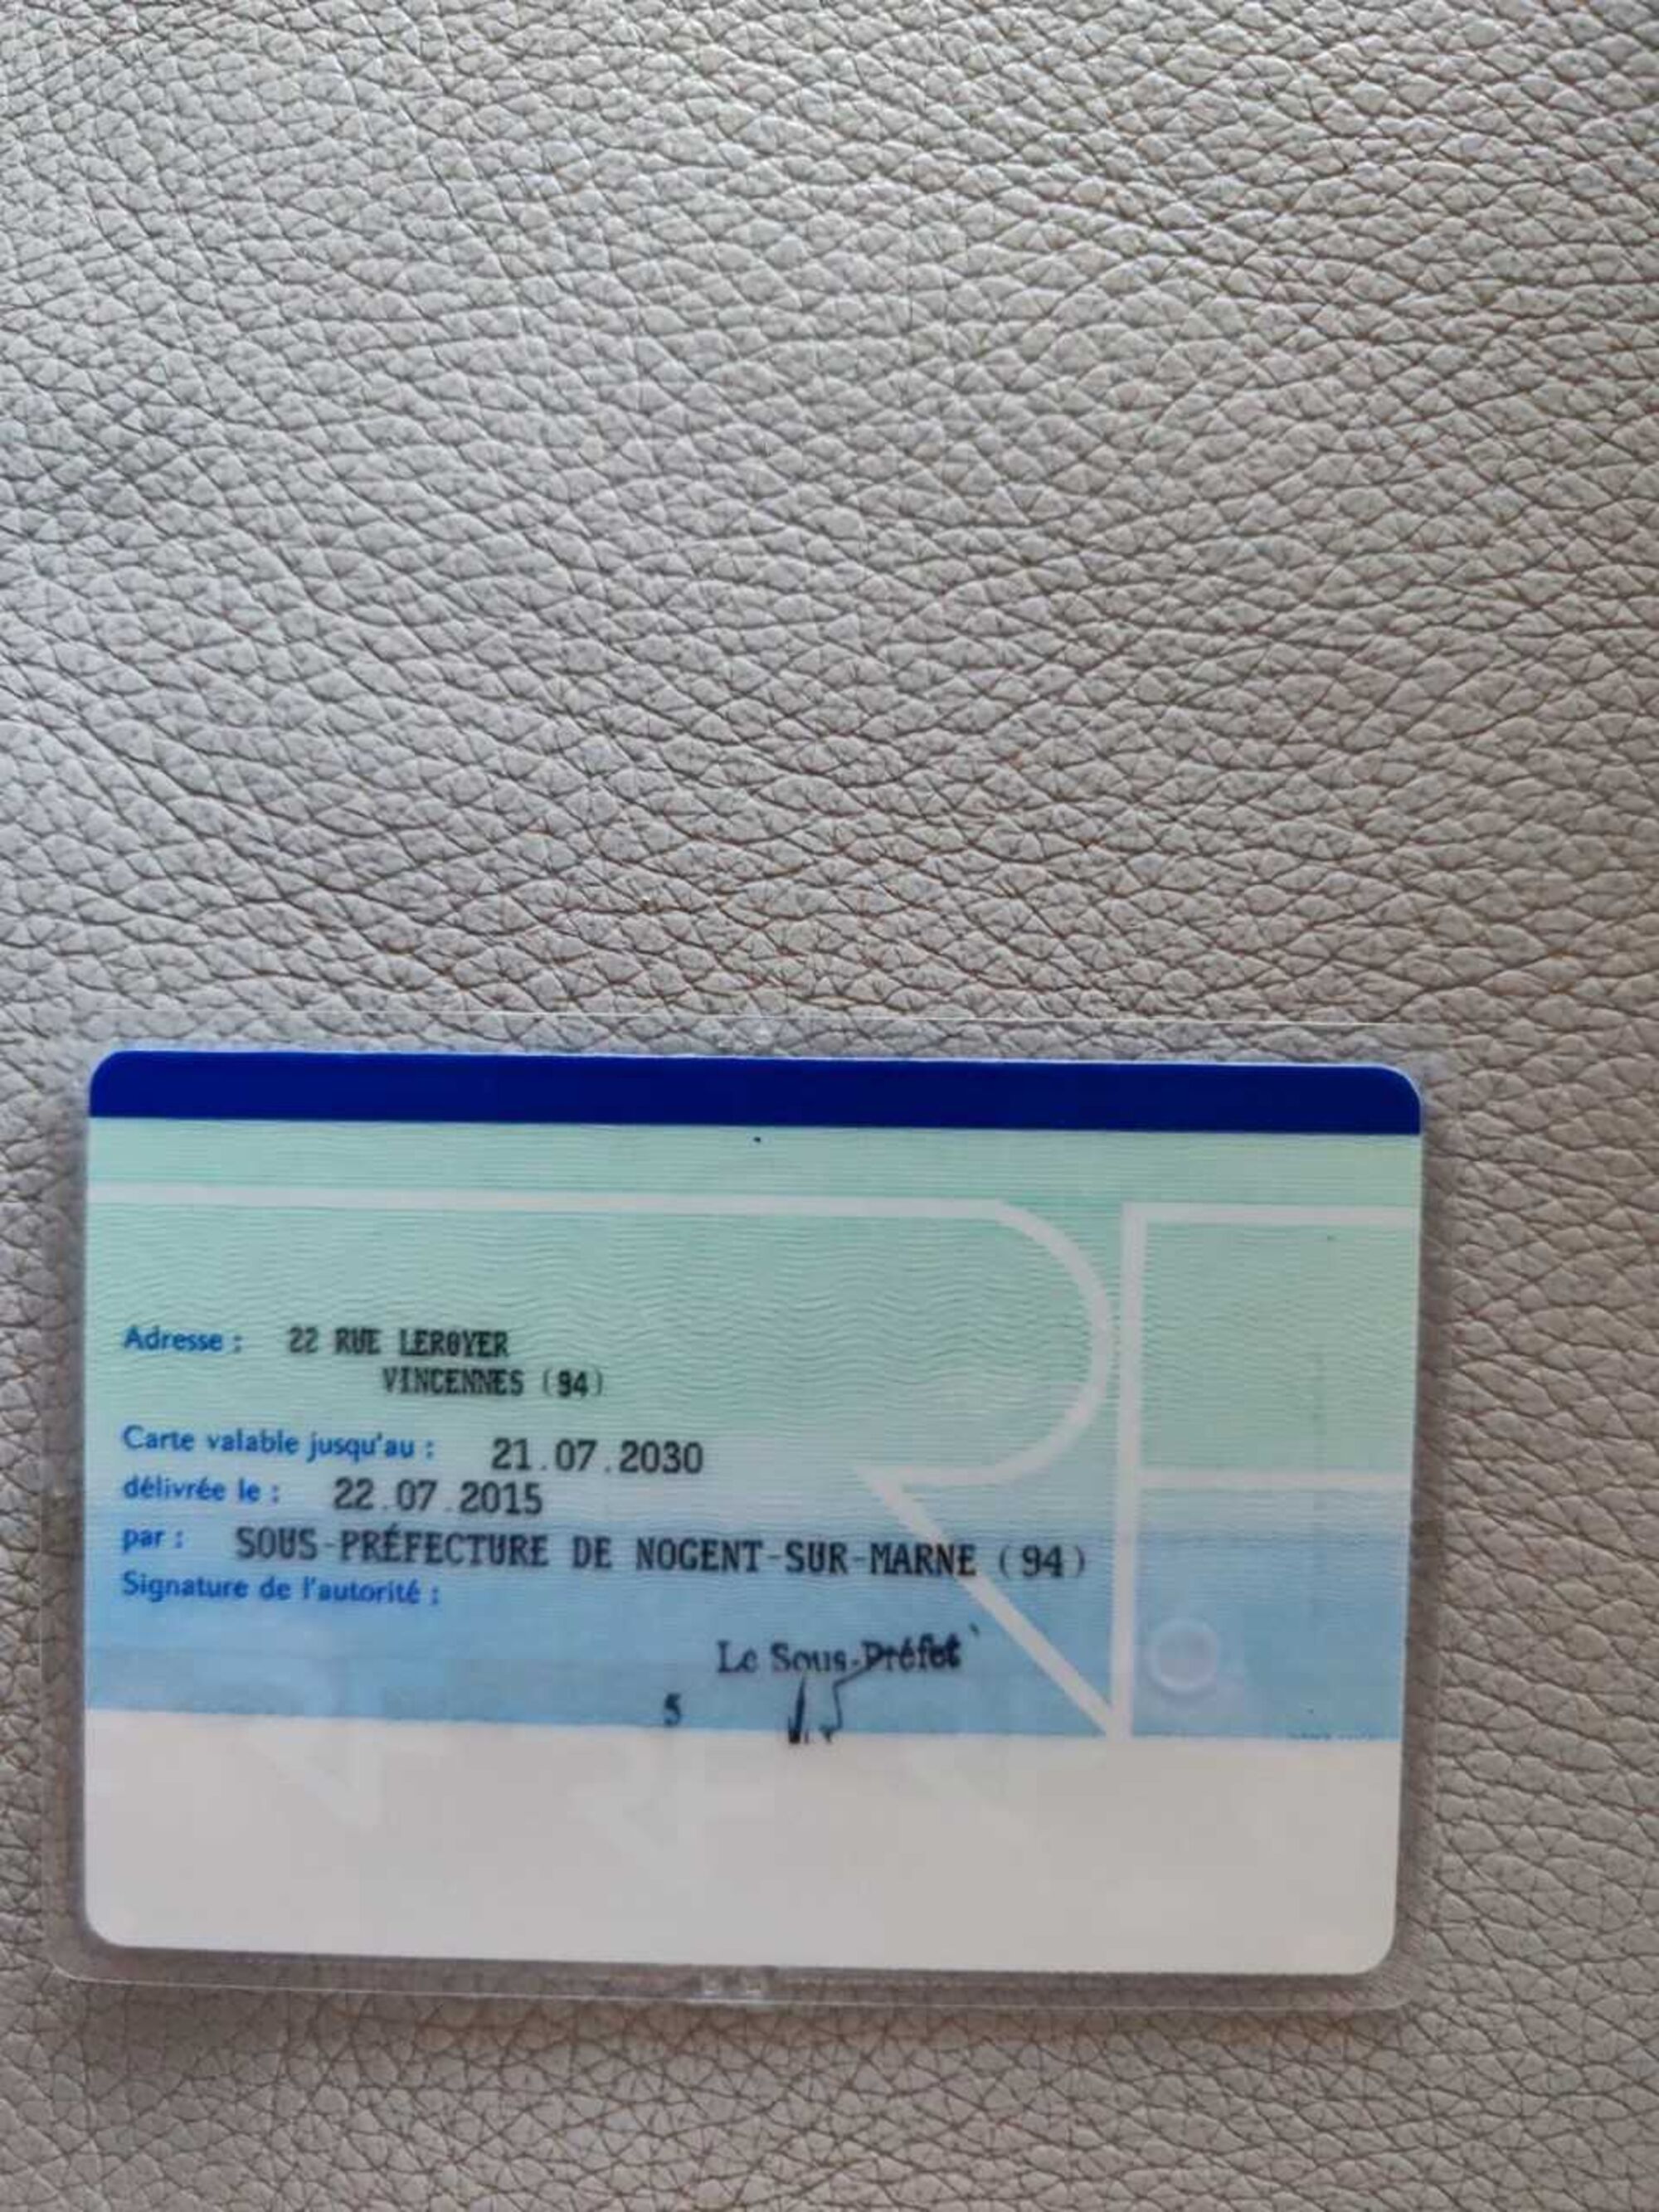 Adresse : 22 RUE LEROYER
VINCENNES (94)
Carte valable jusqu'au : 21.07.2030
délivrée le : 22.07.2015
par : SOUS-PRÉFECTURE DE NOGENT-SUR-MARNE (94)
Signature de l'autorité :
Le Sous-Préfet
5